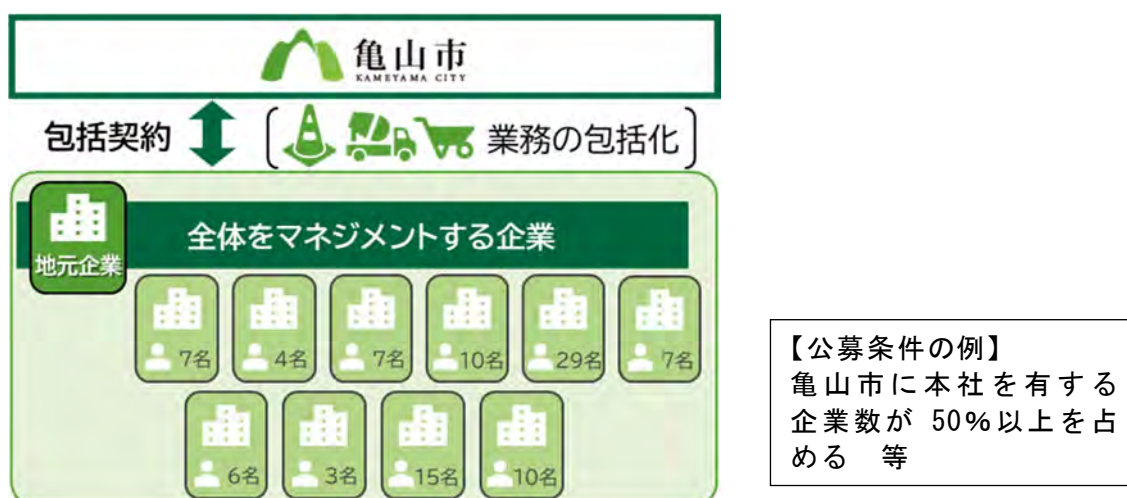 亀山市
KAMEYAMA CITY
包括契約
業務の包括化
全体をマネジメントする企業
地元企業
7名
4名
7名
10名
29名
7名
6名
3名
15名
10名
【公募条件の例】
亀山市に本社を有する
企業数が 50%以上を占
める 等